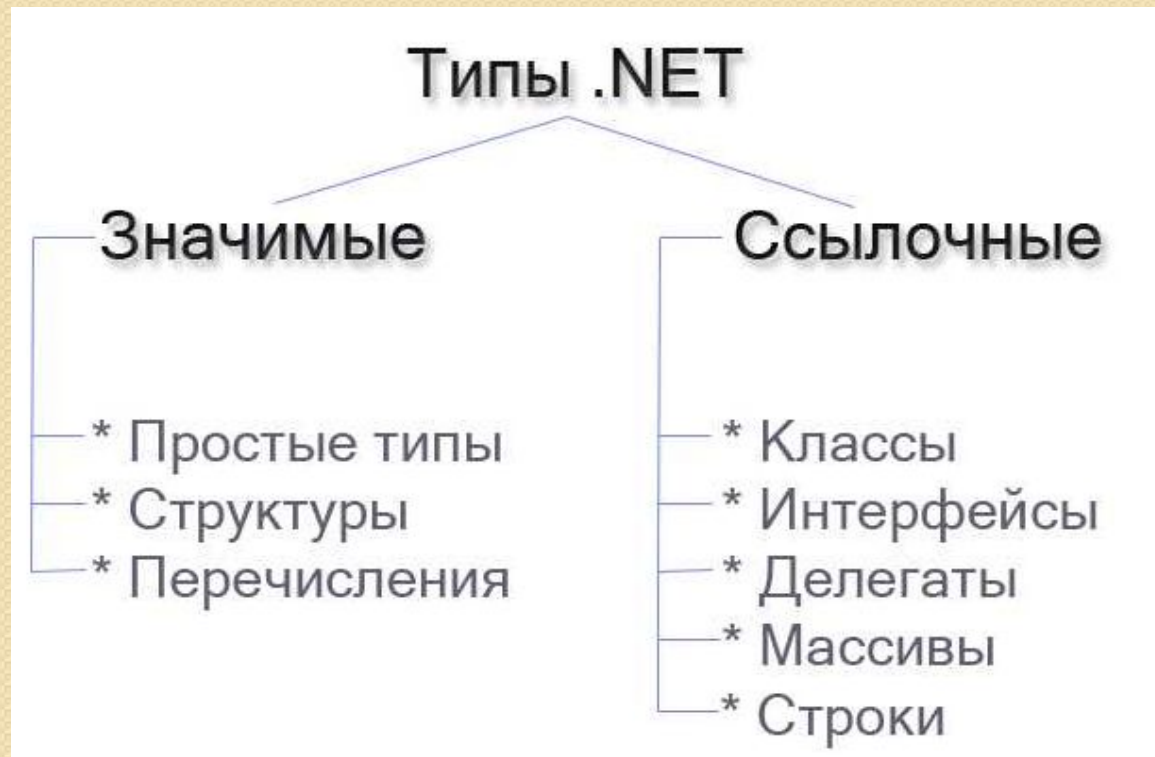 Типы .NET
Значимые
* Простые типы
* Структуры
* Перечисления
Ссылочные
* Классы
* Интерфейсы
* Делегаты
* Массивы
* Строки